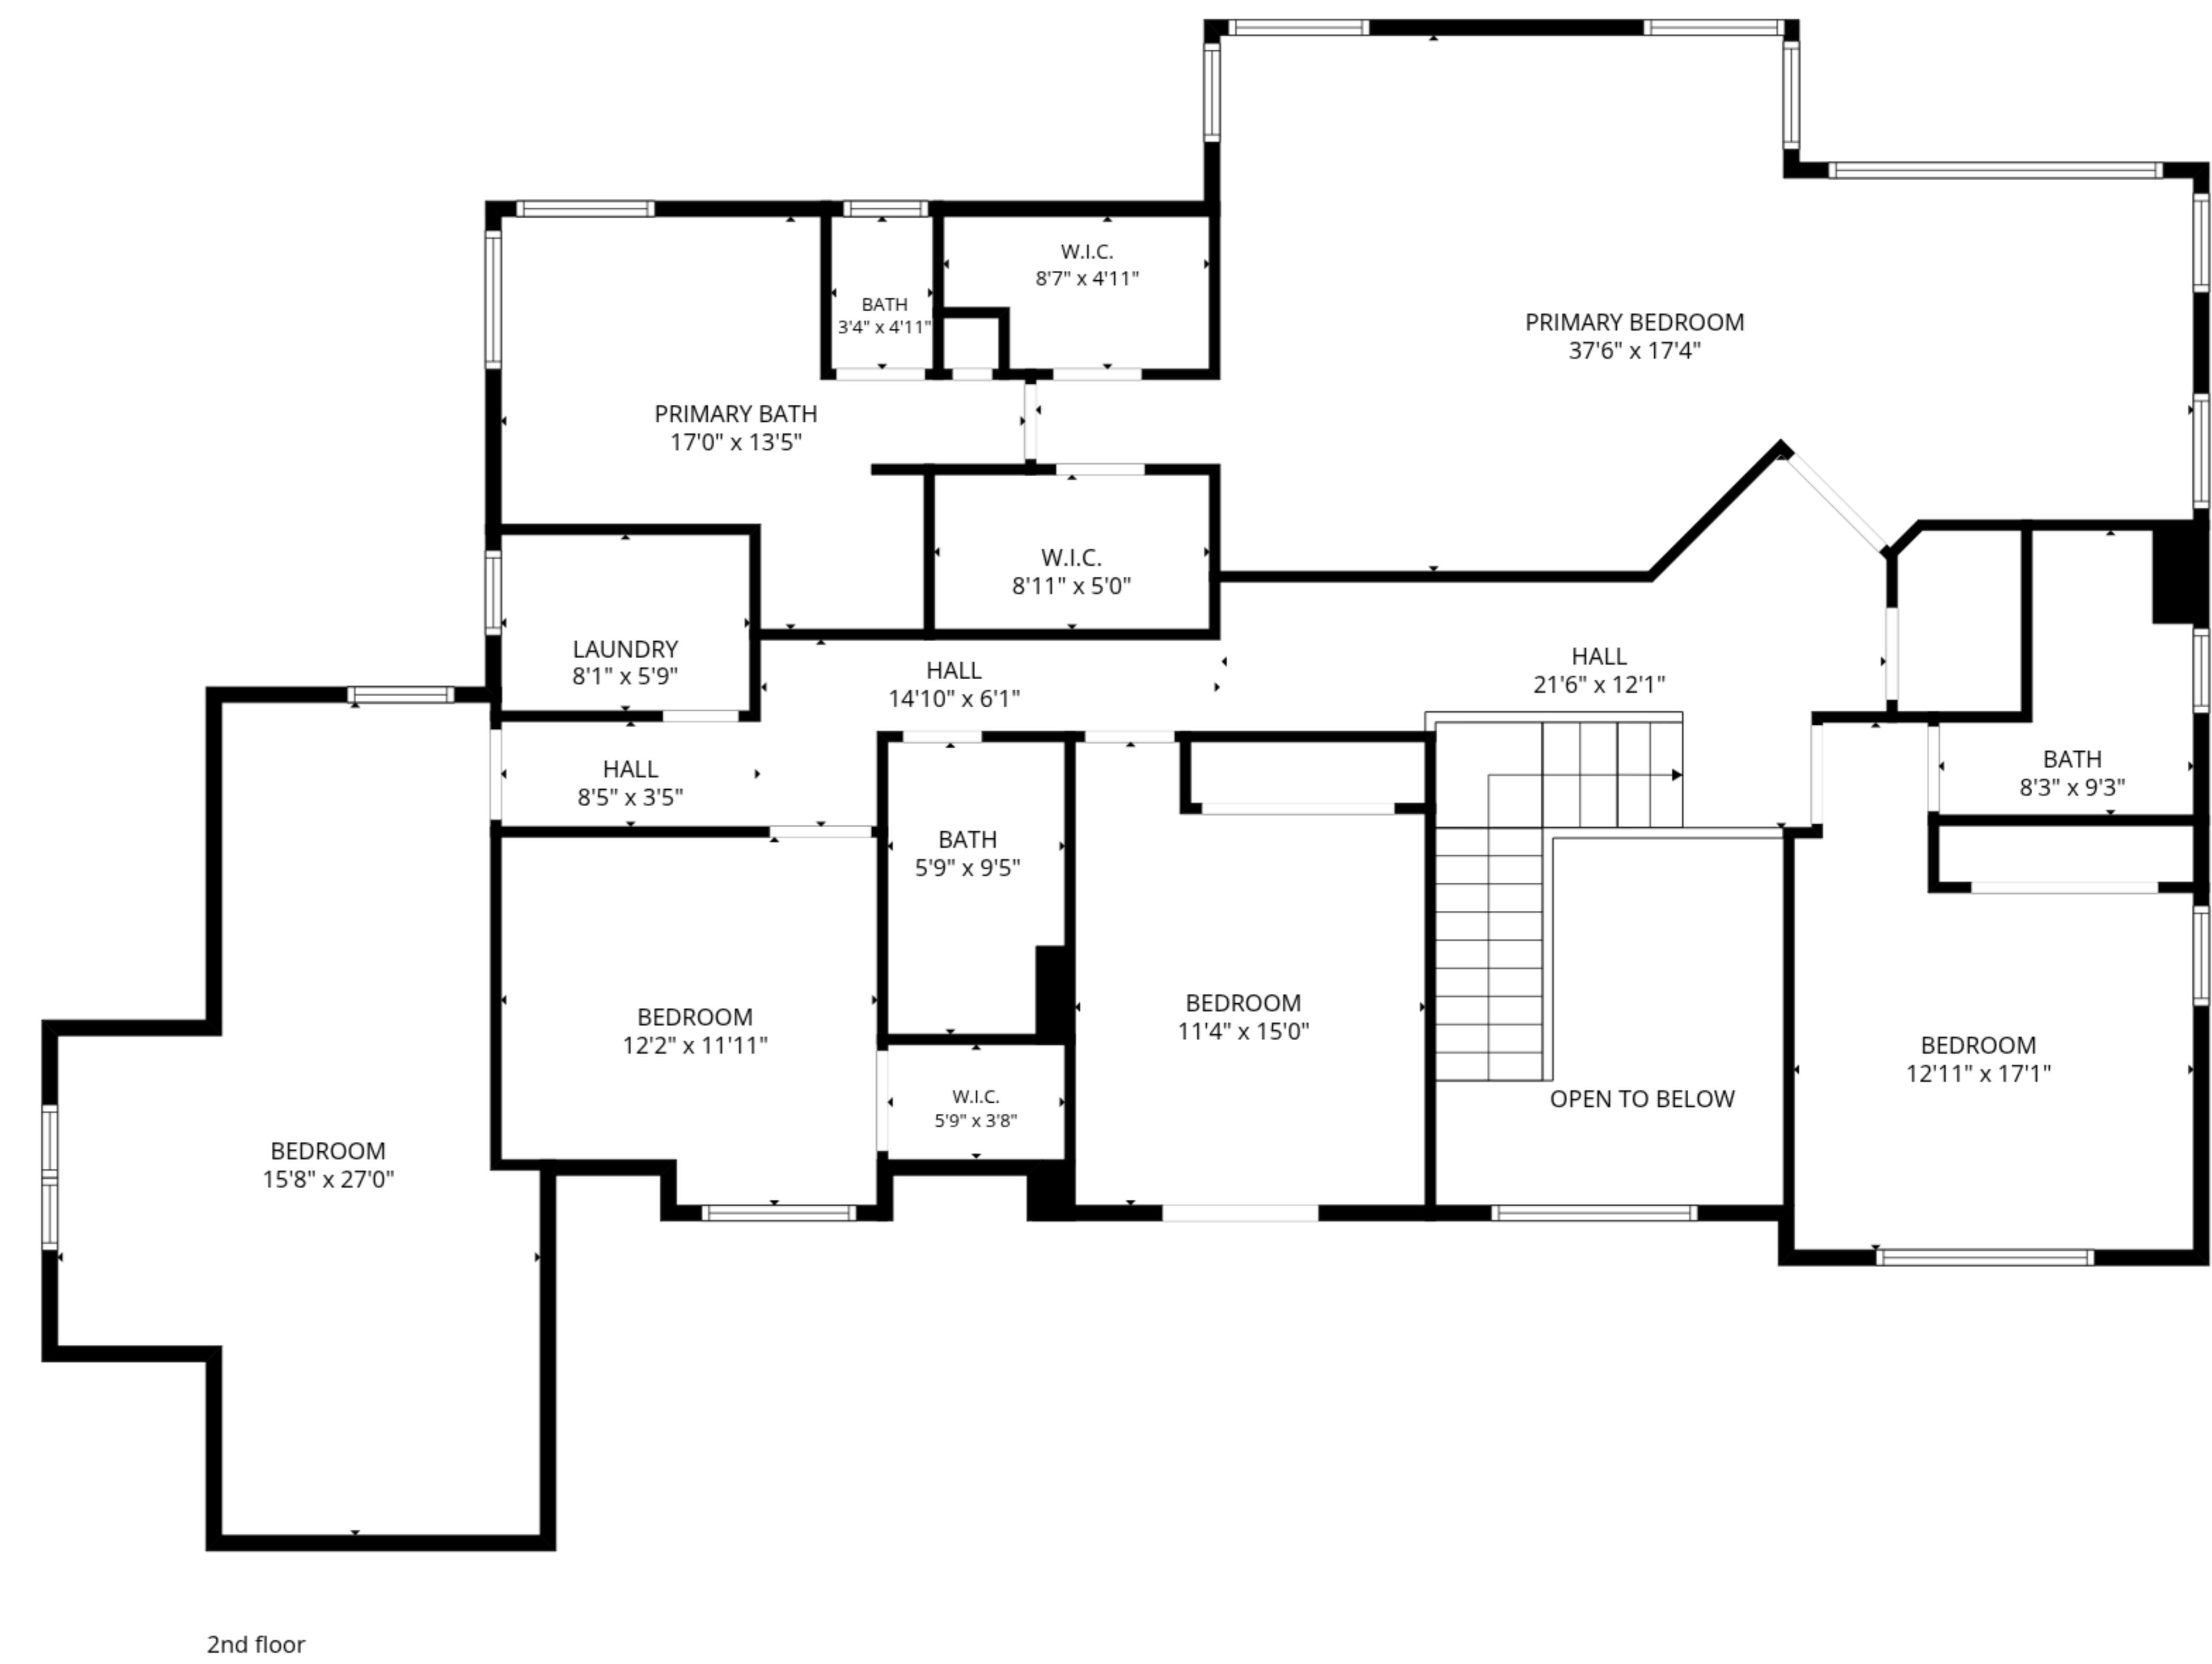 W.I.C.
8'7" x 4'11"
BATH
3'4" x 4'11"
PRIMARY BEDROOM
37'6" x 17'4"
PRIMARY BATH
17'0" x 13'5"
W.I.C.
8'11" x 5'0"
LAUNDRY
8'1" x 5'9"
HALL
14'10" x 6'1"
HALL
21'6" x 12'1"
HALL
8'5" x 3'5"
BATH
8'3" x 9'3"
BATH
5'9" x 9'5"
BEDROOM
12'2" x 11'11"
BEDROOM
11'4" x 15'0"
BEDROOM
12'11" x 17'1"
W.I.C.
5'9" x 3'8"
OPEN TO BELOW
BEDROOM
15'8" x 27'0"
2nd floor